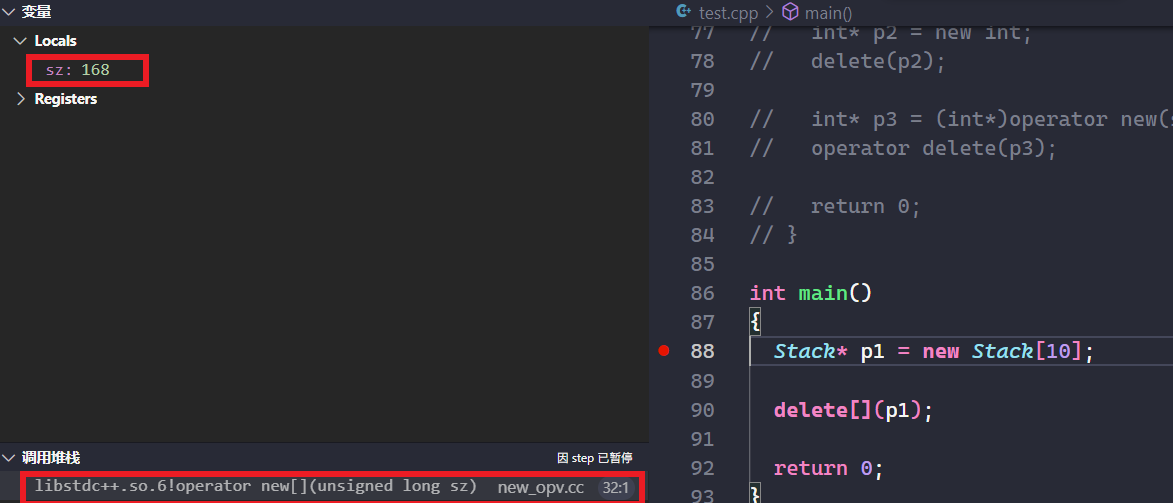 变量
Locals
sz: 168
Registers
调用堆栈
因 step 已暂停
libstdc++.so.6!operator new[](unsigned long sz) new_opv.cc 32:1
test.cpp > main()
77 // int* p2 = new int;
78 // delete(p2);
79
80 // int* p3 = (int*)operator new(
81 // operator delete(p3);
82
83 // return 0;
84 // }
85
86 int main()
87 {
88 Stack* p1 = new Stack[10];
89
90 delete[](p1);
91
92 return 0;
93 }